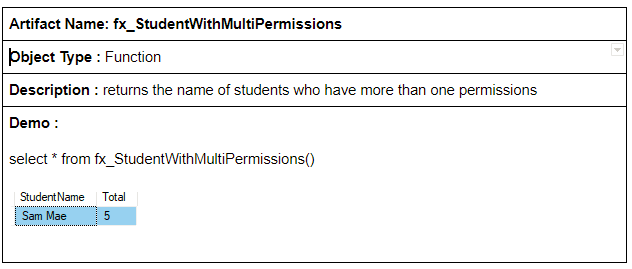 Artifact Name: fx_StudentWithMultiPermissions
Object Type : Function
Description : returns the name of students who have more than one permissions
Demo :
select * from fx_StudentWithMultiPermissions()
StudentName Total
Sam Mae 5